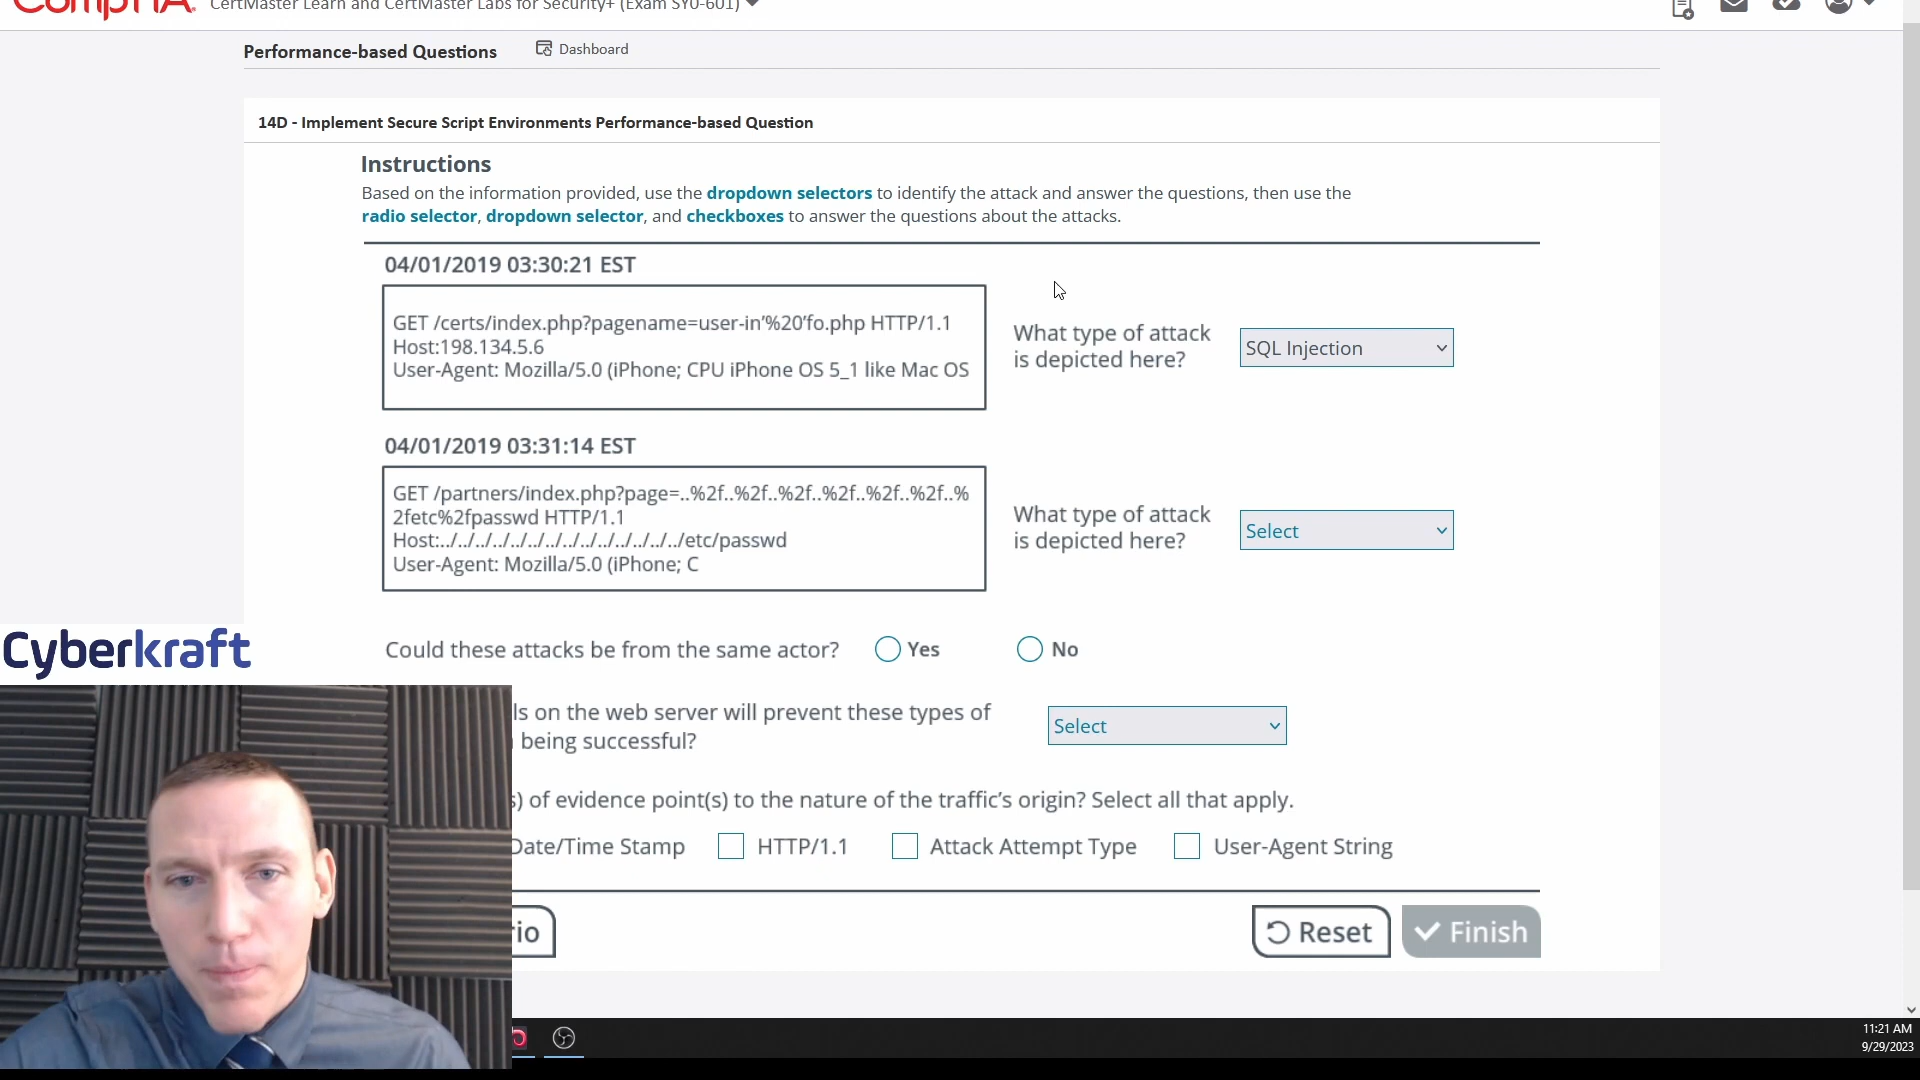 CompTIA.
CertMaster Learn and CertMaster Labs for Security+ (Exam SY0-601)
Performance-based Questions
Dashboard
14D - Implement Secure Script Environments Performance-based Question
Instructions
Based on the information provided, use the dropdown selectors to identify the attack and answer the questions, then use the
radio selector, dropdown selector, and checkboxes to answer the questions about the attacks.
04/01/2019 03:30:21 EST
GET /certs/index.php?pagename=user-in’%20’fo.php HTTP/1.1
Host:198.134.5.6
User-Agent: Mozilla/5.0 (iPhone; CPU iPhone OS 5_1 like Mac OS
What type of attack
is depicted here?
SQL Injection
04/01/2019 03:31:14 EST
GET /partners/index.php?page=..%2f..%2f..%2f..%2f..%2f..%2f..%
2fetc%2fpasswd HTTP/1.1
Host:../../../../../../../../../../../../../../etc/passwd
User-Agent: Mozilla/5.0 (iPhone; C
What type of attack
is depicted here?
Select
Cyberkraft
Could these attacks be from the same actor?
Yes
No
ls on the web server will prevent these types of
being successful?
Select
s) of evidence point(s) to the nature of the traffic’s origin? Select all that apply.
Date/Time Stamp
HTTP/1.1
Attack Attempt Type
User-Agent String
io
Reset
Finish
11:21 AM
9/29/2023